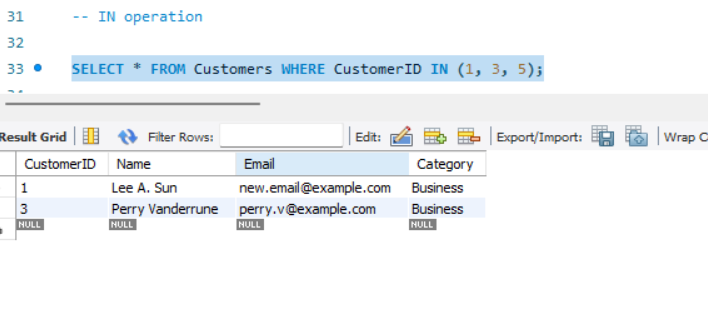 31 -- IN operation
32
33 SELECT * FROM Customers WHERE CustomerID IN (1, 3, 5);
Result Grid Filter Rows: Edit: Export/Import: Wrap C
CustomerID Name Email Category
1 Lee A. Sun new.email@example.com Business
3 Perry Vanderrune perry.v@example.com Business
NULL NULL NULL NULL